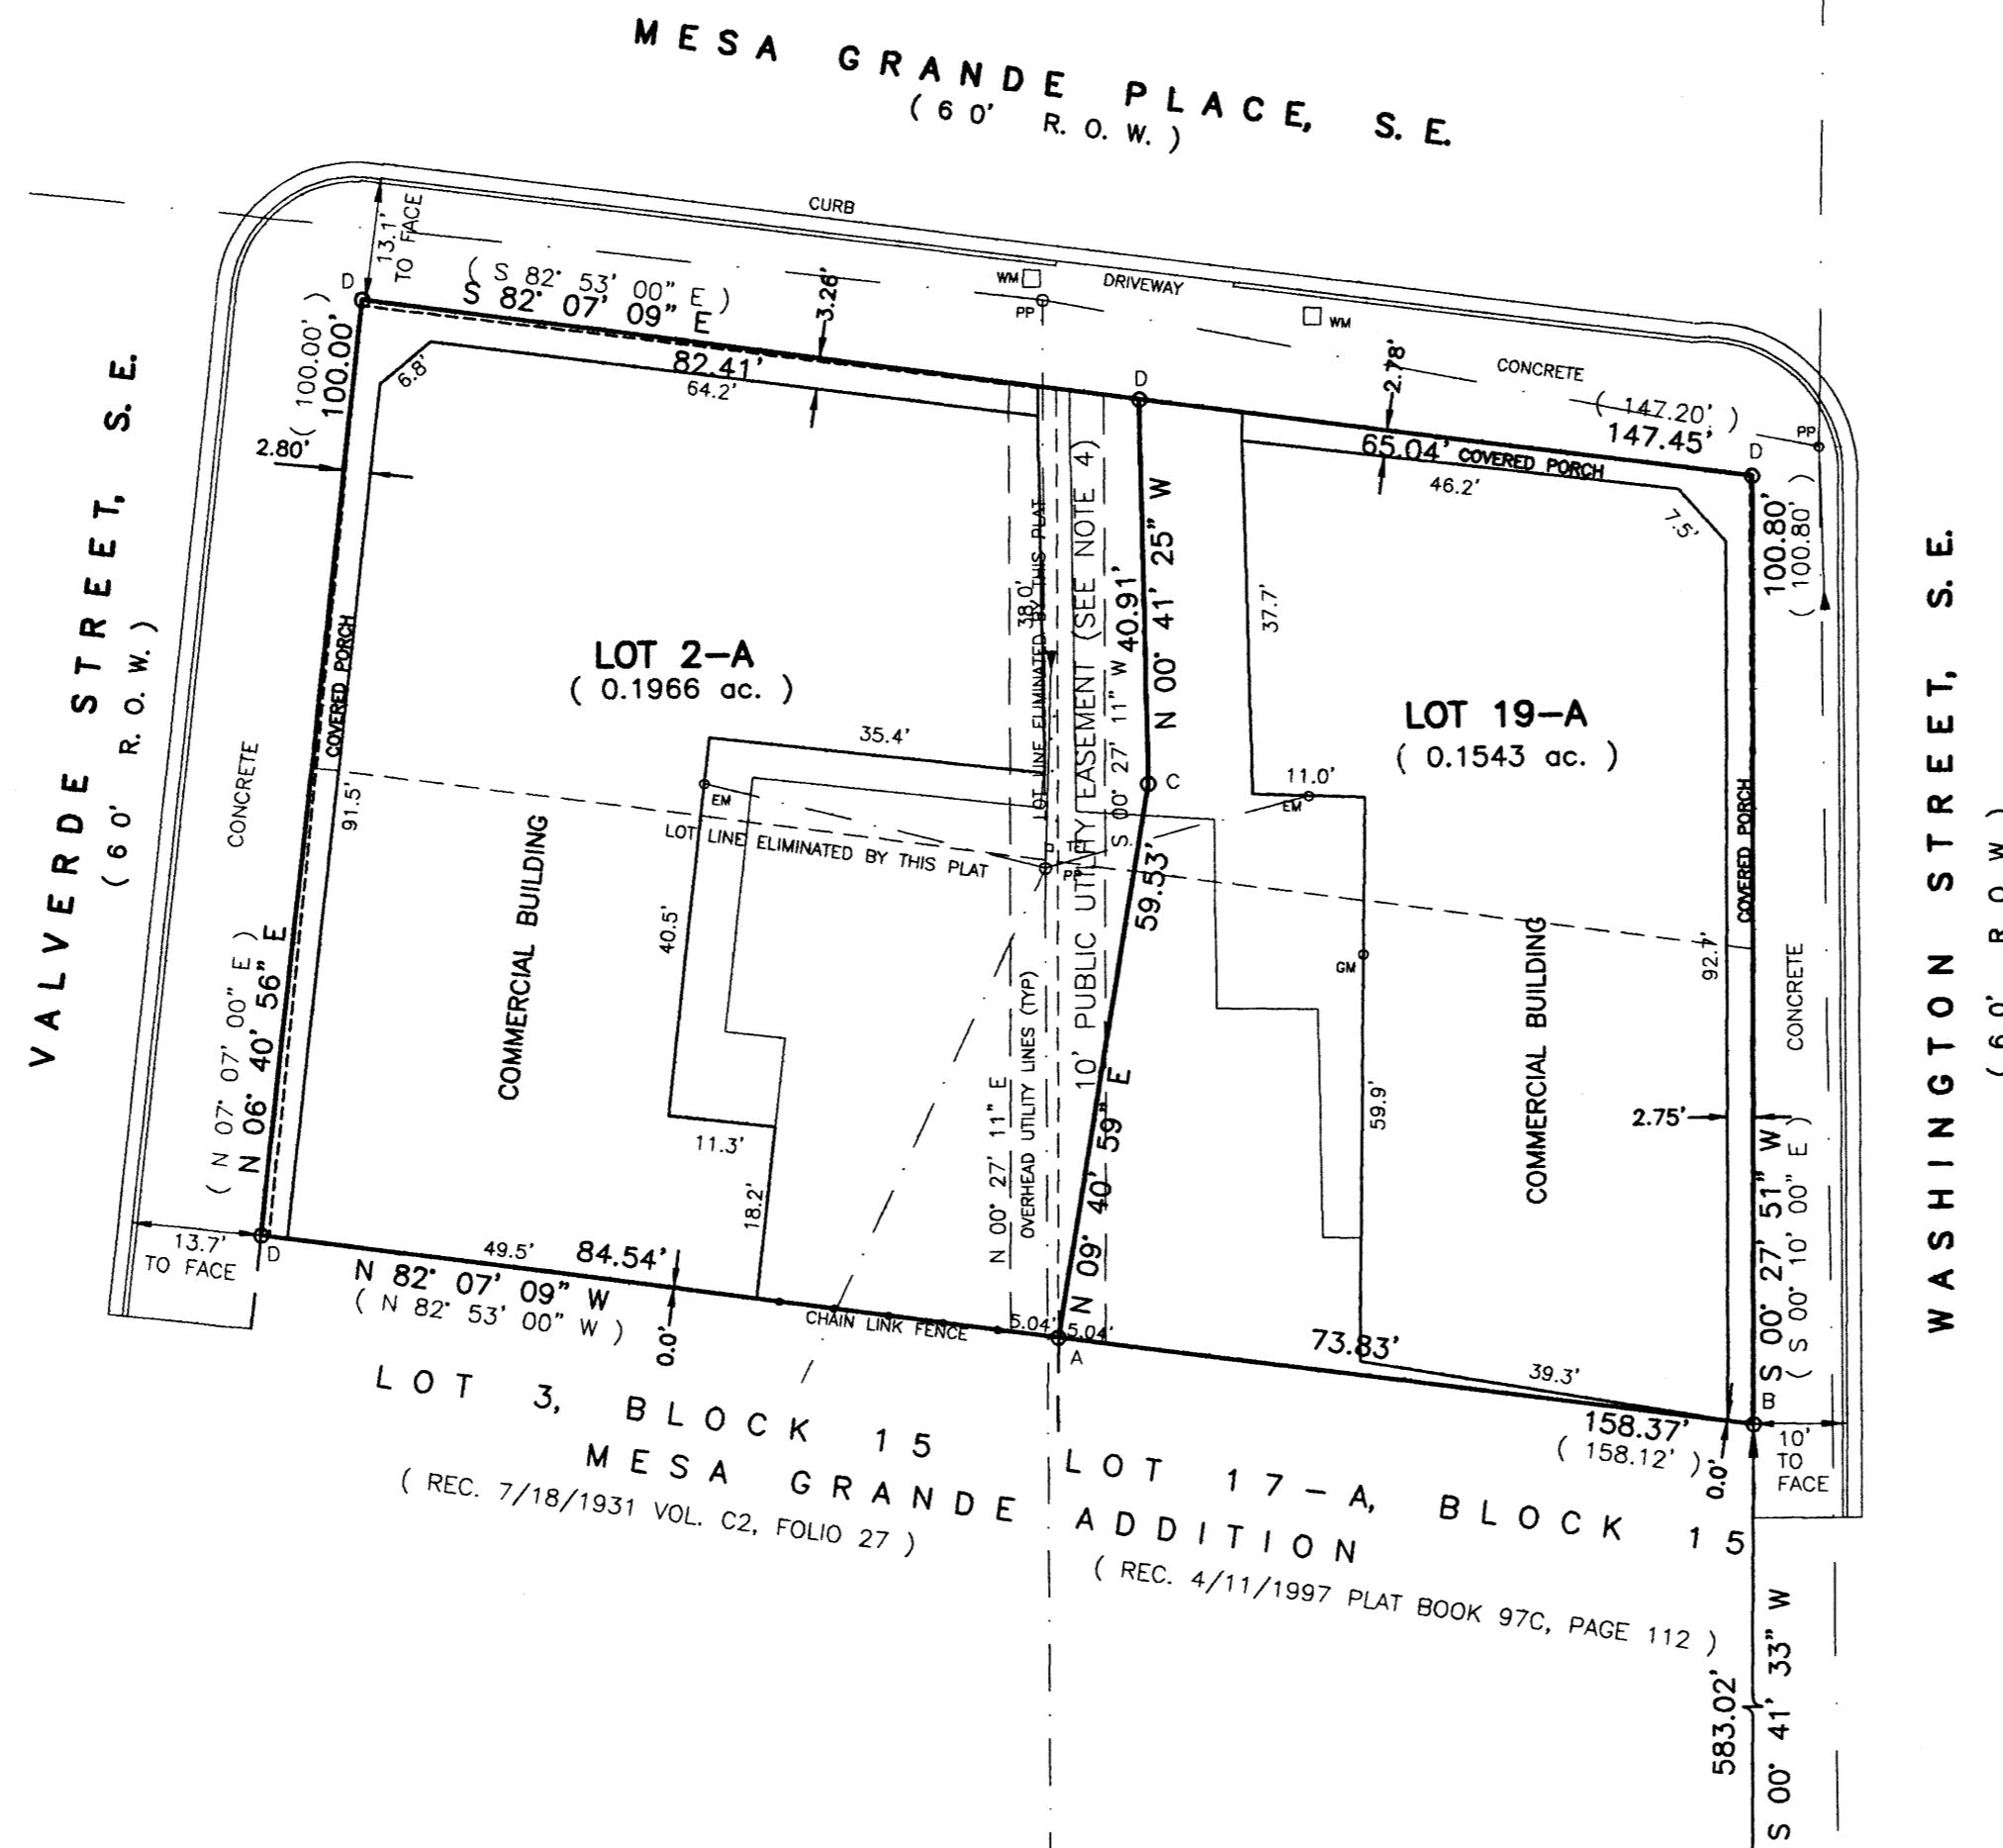 MESA GRANDE PLACE, S.E.
( 60' R.O.W. )
CURB
13.1'
TO FACE
D
( S 82° 53' 00" E )
S 82° 07' 09" E
3.26'
WM
PP
DRIVEWAY
WM
2.78'
CONCRETE
( 147.20' )
147.45'
PP
D
D
82.41'
64.2'
6.8'
( 100.00' )
100.00'
2.80'
65.04'
COVERED PORCH
46.2'
7.5'
100.80'
( 100.80' )
VALVERDE STREET, S.E.
( 60' R.O.W. )
CONCRETE
COVERED PORCH
91.5'
LOT 2-A
( 0.1966 ac. )
38.0'
LOT LINE ELIMINATED BY THIS PLAT
10' PUBLIC UTILITY EASEMENT (SEE NOTE 4)
S 00° 27' 11" W
40.91'
N 00° 41' 25" W
C
37.7'
LOT 19-A
( 0.1543 ac. )
11.0'
EM
35.4'
EM
LOT LINE ELIMINATED BY THIS PLAT
PP
59.53'
N 09° 40' 59" E
GM
COMMERCIAL BUILDING
40.5'
11.3'
18.2'
N 00° 27' 11" E
OVERHEAD UTILITY LINES (TYP)
59.9'
COMMERCIAL BUILDING
92.7'
COVERED PORCH
CONCRETE
2.75'
WASHINGTON STREET, S.E.
( 60' R.O.W. )
( N 07° 07' 00" E )
N 06° 40' 56" E
S 00° 27' 51" W
( S 00° 10' 00" E )
13.7'
TO FACE
D
49.5'
84.54'
N 82° 07' 09" W
( N 82° 53' 00" W )
0.0'
CHAIN LINK FENCE
5.04'
5.04'
A
73.83'
39.3'
158.37'
( 158.12' )
0.0'
B
10'
TO
FACE
LOT 3, BLOCK 15
LOT 17-A, BLOCK 15
MESA GRANDE ADDITION
( REC. 7/18/1931 VOL. C2, FOLIO 27 )
( REC. 4/11/1997 PLAT BOOK 97C, PAGE 112 )
583.02'
S 00° 41' 33" W